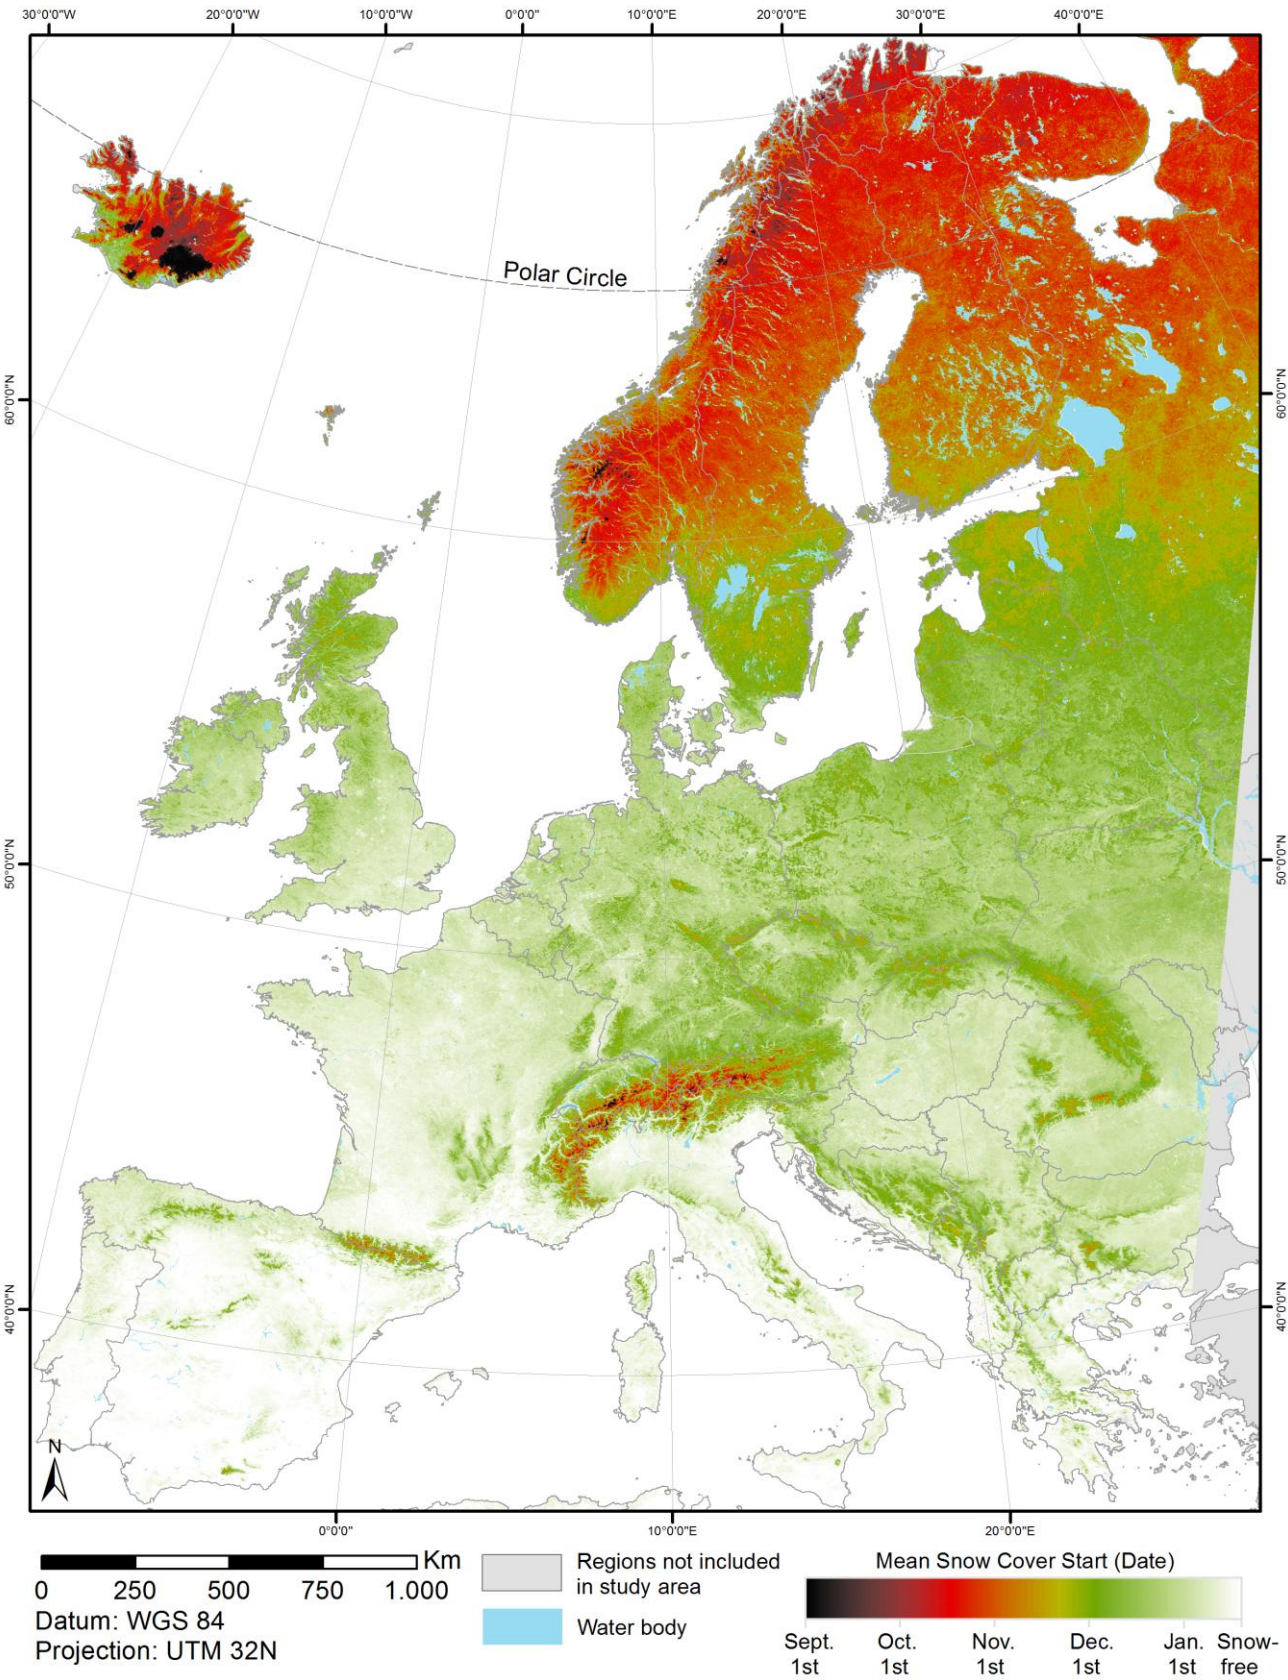 30°0'0"W 20°0'0"W 10°0'0"W 0°0'0" 10°0'0"E 20°0'0"E 30°0'0"E 40°0'0"E
Polar Circle
60°0'0"N 60°0'0"N
50°0'0"N 50°0'0"N
40°0'0"N 40°0'0"N
N
0°0'0" 10°0'0"E 20°0'0"E
Km
0 250 500 750 1.000
Datum: WGS 84
Projection: UTM 32N
Regions not included
in study area
Water body
Mean Snow Cover Start (Date)
Sept. Oct. Nov. Dec. Jan. Snow-
1st 1st 1st 1st 1st free